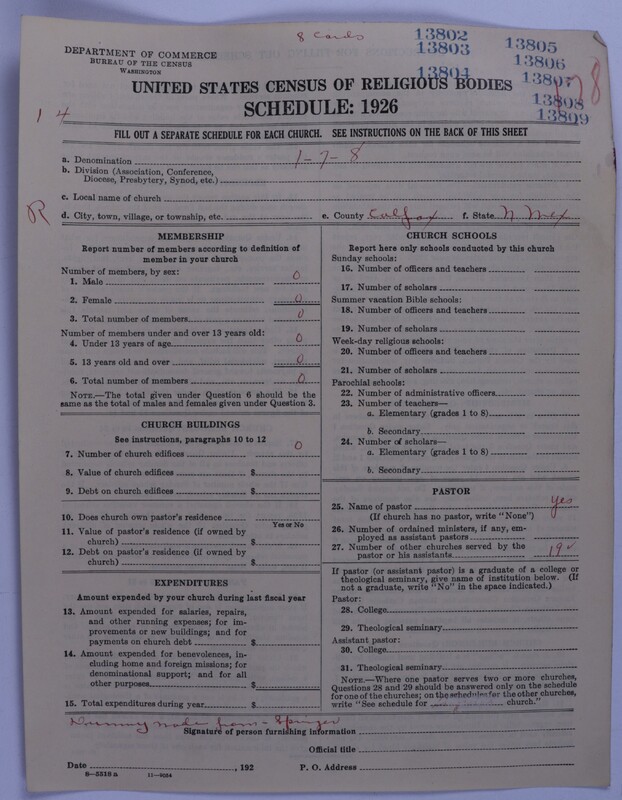 8 Cards
13802
13803
13804
13805
13806
13807
13808
13809
DEPARTMENT OF COMMERCE
BUREAU OF THE CENSUS
WASHINGTON
UNITED STATES CENSUS OF RELIGIOUS BODIES
SCHEDULE: 1926
1 4
FILL OUT A SEPARATE SCHEDULE FOR EACH CHURCH. SEE INSTRUCTIONS ON THE BACK OF THIS SHEET
a. Denomination 1-7-8
b. Division (Association, Conference,
Diocese, Presbytery, Synod, etc.)
c. Local name of church
R
d. City, town, village, or township, etc. e. County Colfax f. State N Mex
MEMBERSHIP
Report number of members according to definition of
member in your church
Number of members, by sex:
1. Male 0
2. Female 0
3. Total number of members 0
Number of members under and over 13 years old:
4. Under 13 years of age 0
5. 13 years old and over 0
6. Total number of members 0
NOTE.—The total given under Question 6 should be the
same as the total of males and females given under Question 3.
CHURCH BUILDINGS
See instructions, paragraphs 10 to 12
7. Number of church edifices 0
8. Value of church edifices $
9. Debt on church edifices $
10. Does church own pastor's residence
Yes or No
11. Value of pastor's residence (if owned by
church) $
12. Debt on pastor's residence (if owned by
church) $
EXPENDITURES
Amount expended by your church during last fiscal year
13. Amount expended for salaries, repairs,
and other running expenses; for im-
provements or new buildings; and for
payments on church debt $
14. Amount expended for benevolences, in-
cluding home and foreign missions; for
denominational support; and for all
other purposes $
15. Total expenditures during year $
CHURCH SCHOOLS
Report here only schools conducted by this church
Sunday schools:
16. Number of officers and teachers
17. Number of scholars
Summer vacation Bible schools:
18. Number of officers and teachers
19. Number of scholars
Week-day religious schools:
20. Number of officers and teachers
21. Number of scholars
Parochial schools:
22. Number of administrative officers
23. Number of teachers—
a. Elementary (grades 1 to 8)
b. Secondary
24. Number of scholars—
a. Elementary (grades 1 to 8)
b. Secondary
PASTOR
25. Name of pastor yes
(If church has no pastor, write "None")
26. Number of ordained ministers, if any, em-
ployed as assistant pastors
27. Number of other churches served by the
pastor or his assistants
If pastor (or assistant pastor) is a graduate of a college or
theological seminary, give name of institution below. (If
not a graduate, write "No" in the space indicated.)
Pastor:
28. College
29. Theological seminary
Assistant pastor:
30. College
31. Theological seminary
NOTE.—Where one pastor serves two or more churches,
Questions 28 and 29 should be answered only on the schedule
for one of the churches; on the schedules for the other churches,
write "See schedule for church."
Dummy made from - Springer
Signature of person furnishing information
Official title
Date , 192 P. O. Address
8—5319 a 11—9054